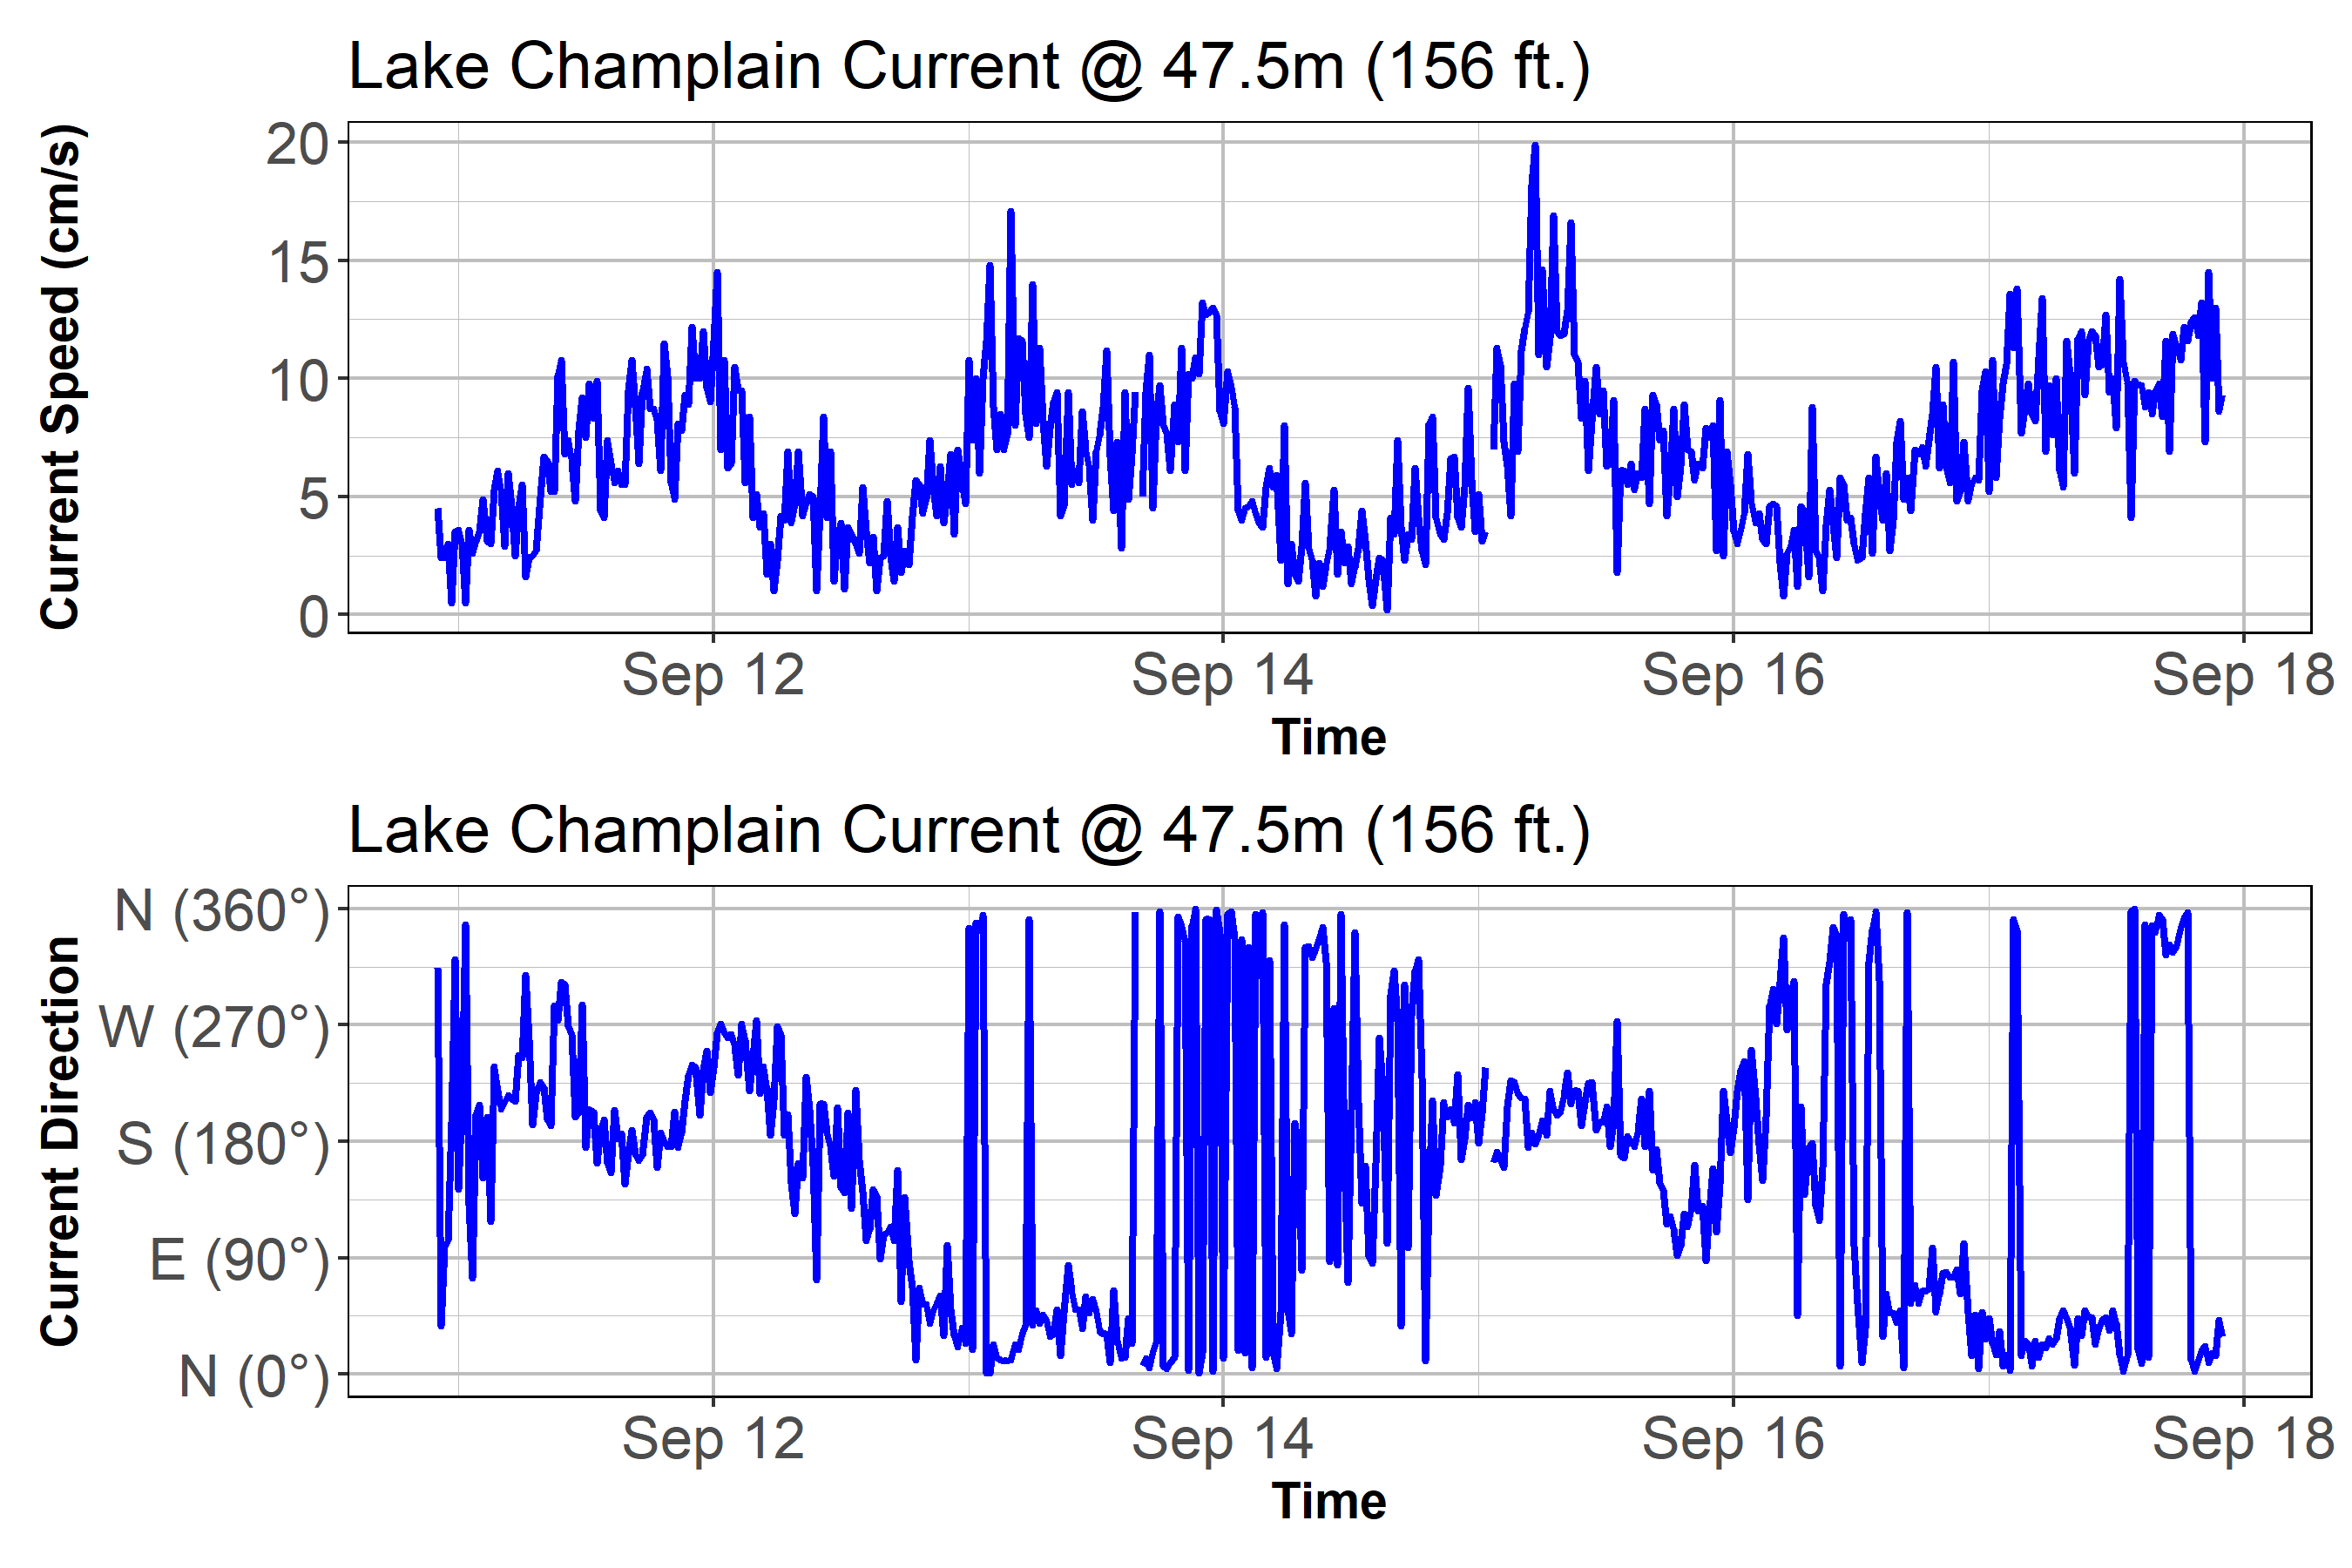 Lake Champlain Current @ 47.5m (156 ft.)
Current Speed (cm/s)
20
15
10
5
0
Sep 12 Sep 14 Sep 16 Sep 18
Time
Lake Champlain Current @ 47.5m (156 ft.)
Current Direction
N (360°)
W (270°)
S (180°)
E (90°)
N (0°)
Sep 12 Sep 14 Sep 16 Sep 18
Time